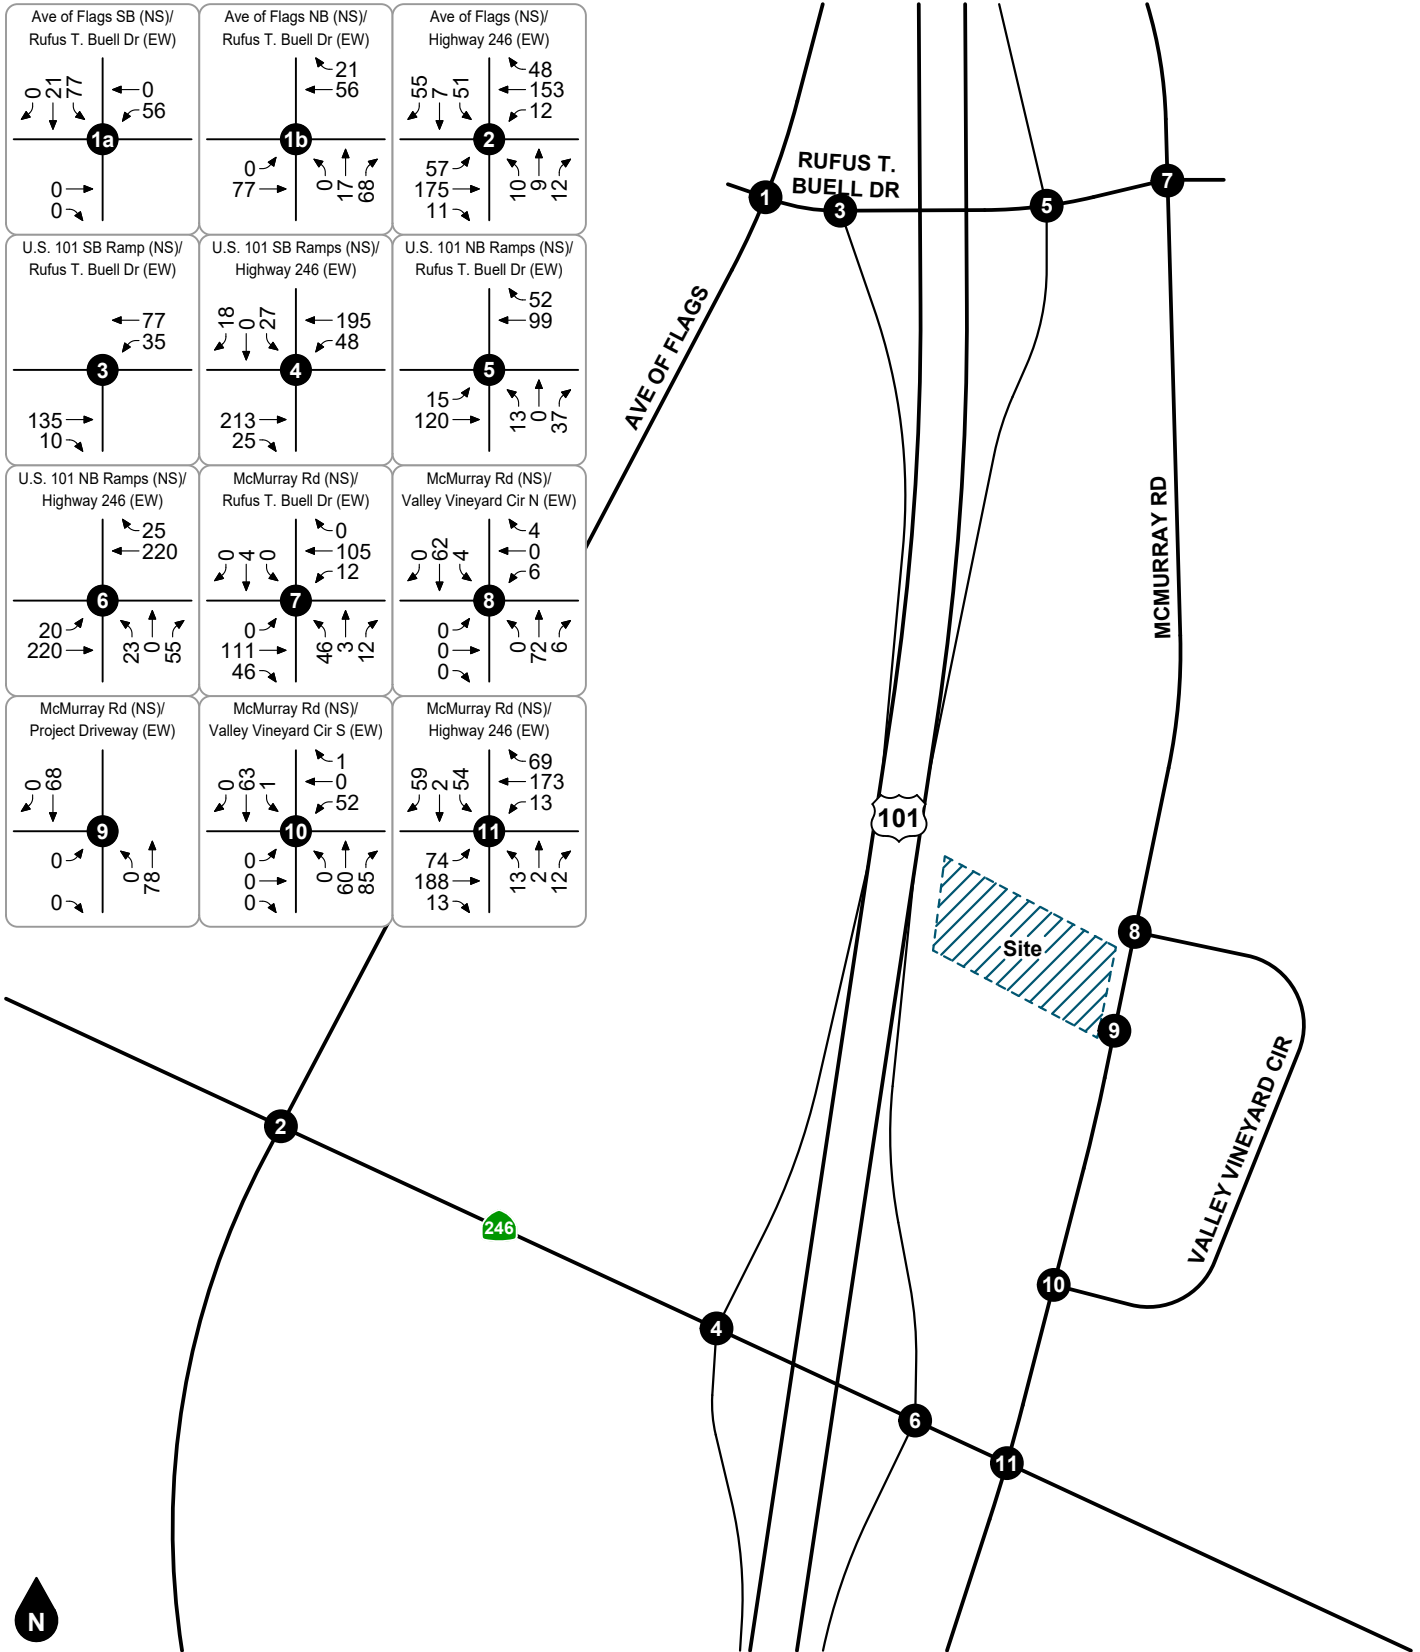 Ave of Flags SB (NS)/
Rufus T. Buell Dr (EW)
0 21 77
0
56
1a
0
0
Ave of Flags NB (NS)/
Rufus T. Buell Dr (EW)
21
56
1b
0
77
0 17 68
Ave of Flags (NS)/
Highway 246 (EW)
55 7 51
48
153
12
2
57
175
11
10 9 12
U.S. 101 SB Ramp (NS)/
Rufus T. Buell Dr (EW)
77
35
3
135
10
U.S. 101 SB Ramps (NS)/
Highway 246 (EW)
18 0 27
195
48
4
213
25
U.S. 101 NB Ramps (NS)/
Rufus T. Buell Dr (EW)
52
99
5
15
120
13 0 37
U.S. 101 NB Ramps (NS)/
Highway 246 (EW)
25
220
6
20
220
23 0 55
McMurray Rd (NS)/
Rufus T. Buell Dr (EW)
0 4 0
0
105
12
7
0
111
46
46 3 12
McMurray Rd (NS)/
Valley Vineyard Cir N (EW)
0 62 4
4
0
6
8
0
0
0
0 72 6
McMurray Rd (NS)/
Project Driveway (EW)
0 68
9
0
0
0 78
McMurray Rd (NS)/
Valley Vineyard Cir S (EW)
0 63 1
1
0
52
10
0
0
0
0 60 85
McMurray Rd (NS)/
Highway 246 (EW)
59 2 54
69
173
13
11
74
188
13
13 2 12
RUFUS T.
BUELL DR
1
3
5
7
AVE OF FLAGS
MCMURRAY RD
101
Site
8
9
VALLEY VINEYARD CIR
2
246
10
4
6
11
N